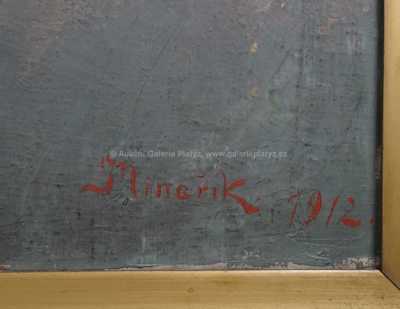 © Aukční Galerie Platýz, www.galerieplatyz.cz
J Minařík. 1912.